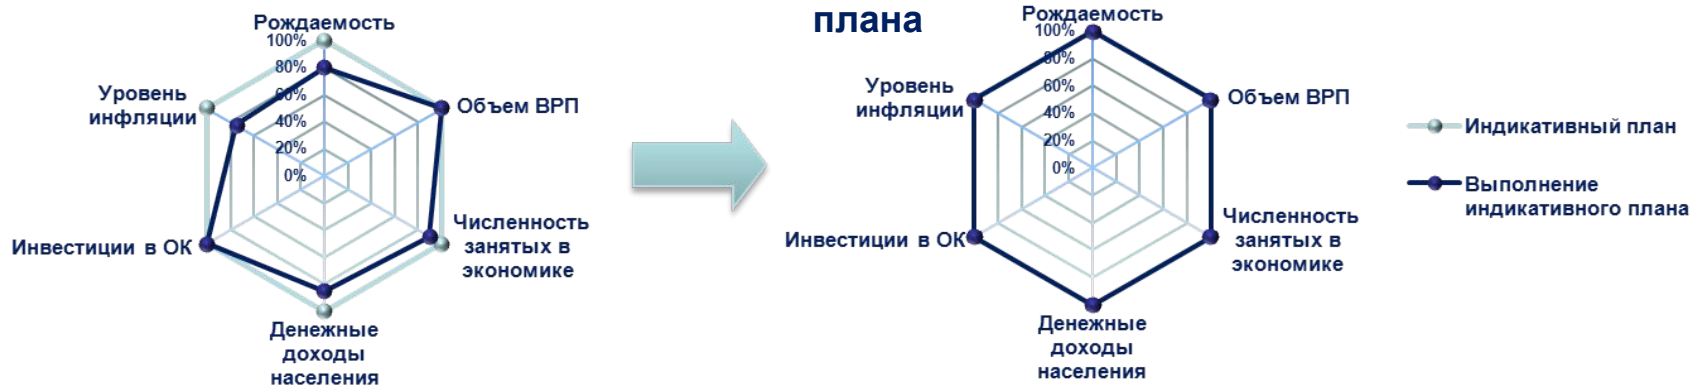 плана
Рождаемость
100%
80%
60%
40%
20%
0%
Уровень
инфляции
Объем ВРП
Инвестиции в ОК
Численность
занятых в
экономике
Денежные
доходы
населения
Рождаемость
100%
80%
60%
40%
20%
0%
Уровень
инфляции
Объем ВРП
Инвестиции в ОК
Численность
занятых в
экономике
Денежные
доходы
населения
Индикативный план
Выполнение
индикативного плана